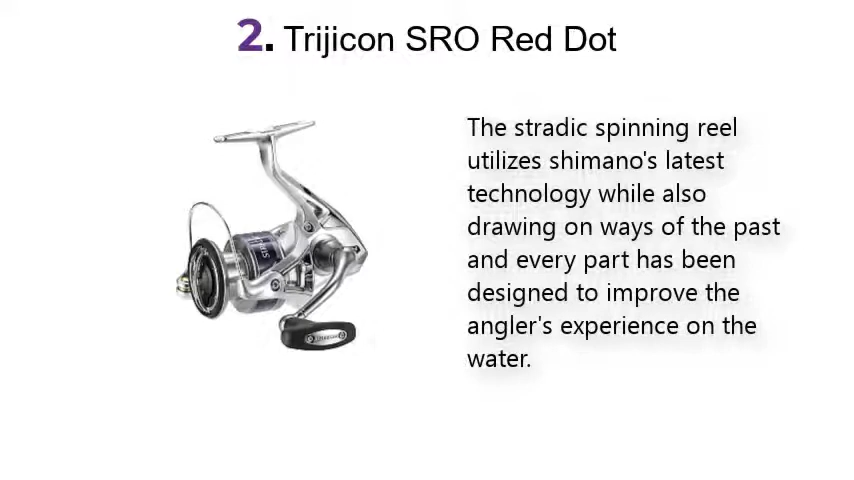 2. Trijicon SRO Red Dot
The stradic spinning reel
utilizes shimano's latest
technology while also
drawing on ways of the past
and every part has been
designed to improve the
angler's experience on the
water.